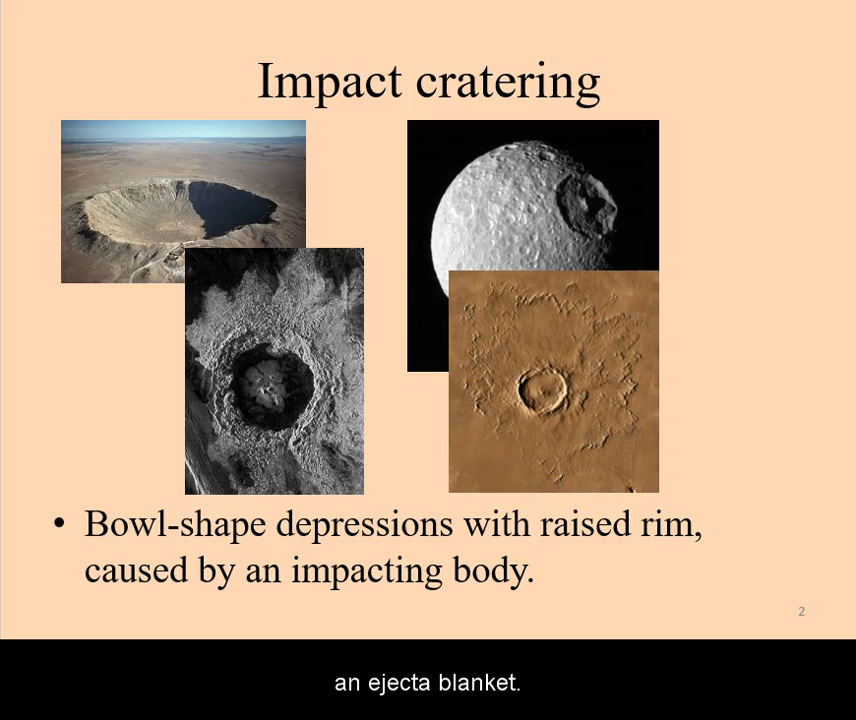 Impact cratering
• Bowl-shape depressions with raised rim,
caused by an impacting body.
2
an ejecta blanket.